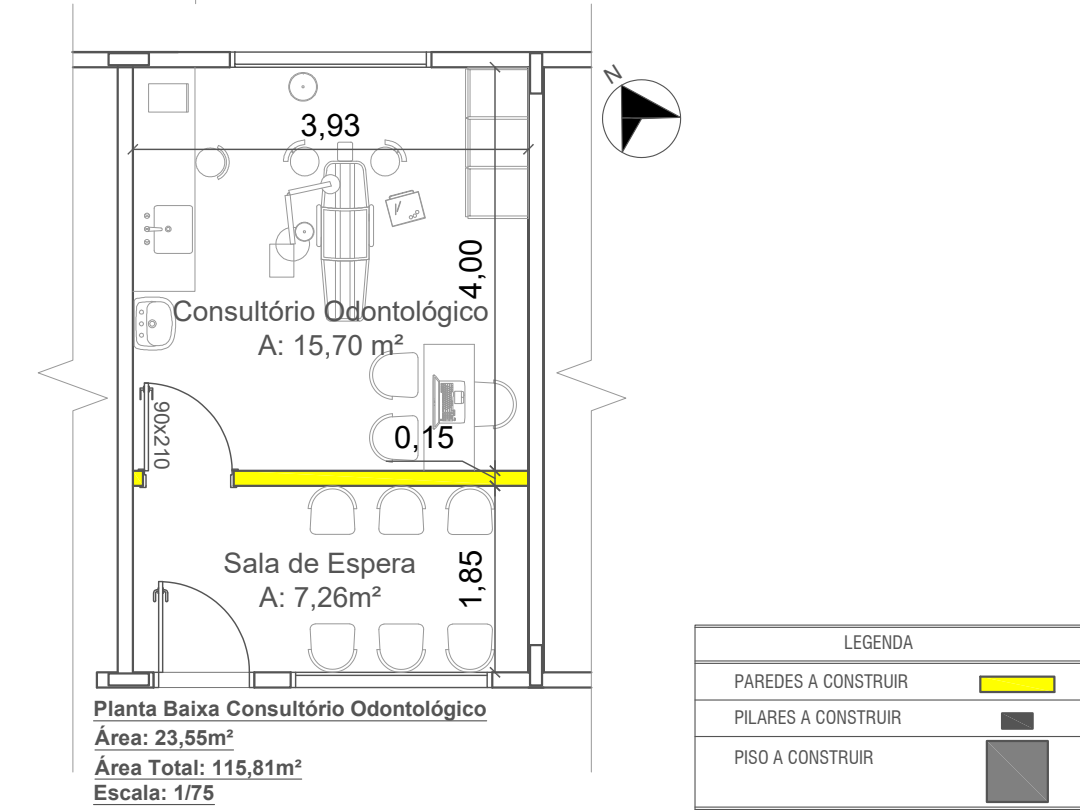 N
3,93
4,00
Consultório Odontológico
A: 15,70 m²
90x210
0,15
Sala de Espera
A: 7,26m²
1,85
Planta Baixa Consultório Odontológico
Área: 23,55m²
Área Total: 115,81m²
Escala: 1/75
LEGENDA
PAREDES A CONSTRUIR
PILARES A CONSTRUIR
PISO A CONSTRUIR